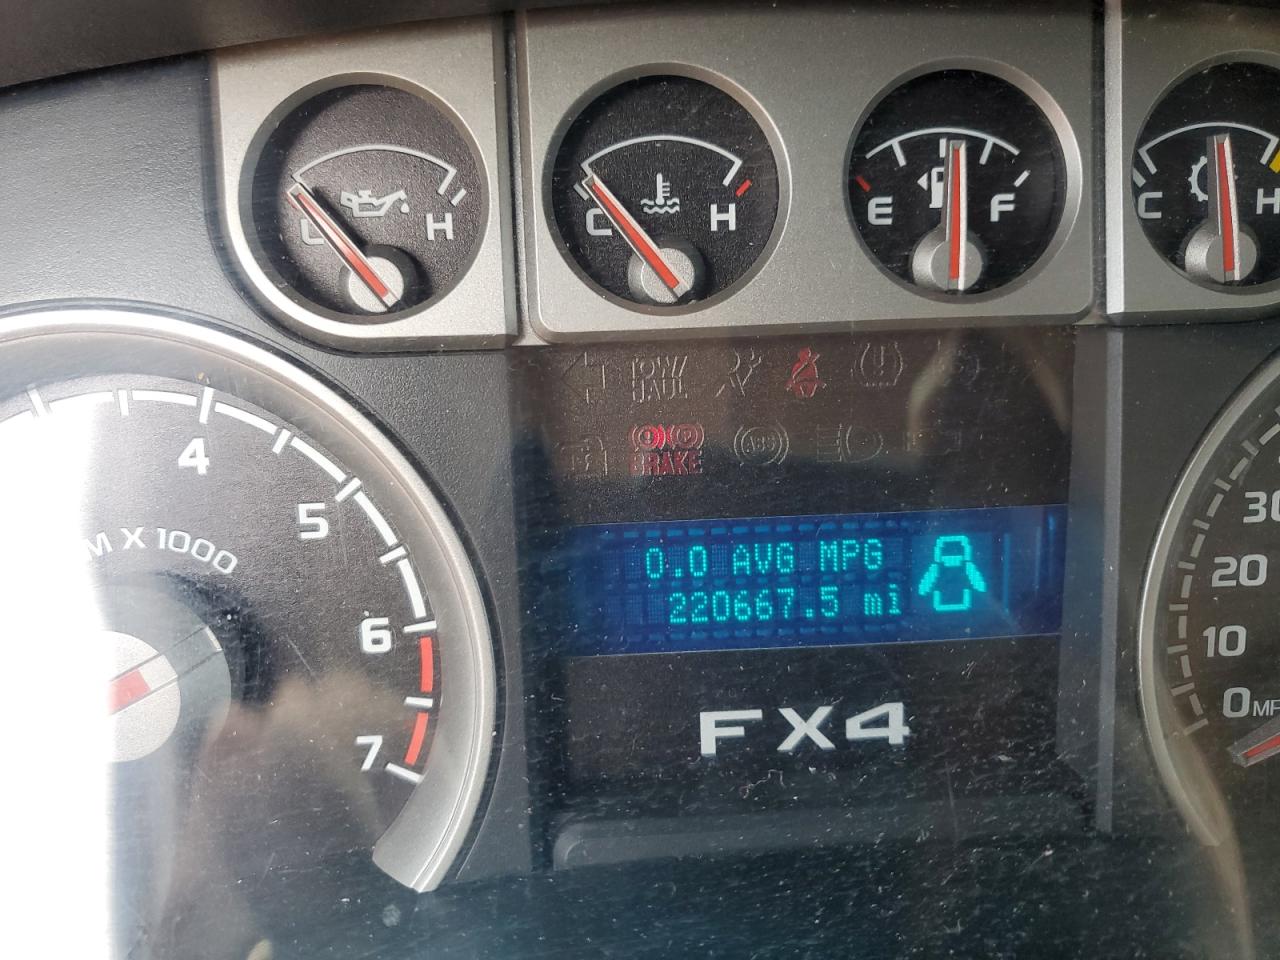 L H
C H
E F
C H
TOW/
HAUL
BRAKE
ABS
4
5
M X 1000
6
7
0.0 AVG MPG
220667.5 mi
FX4
30
20
10
0 MP